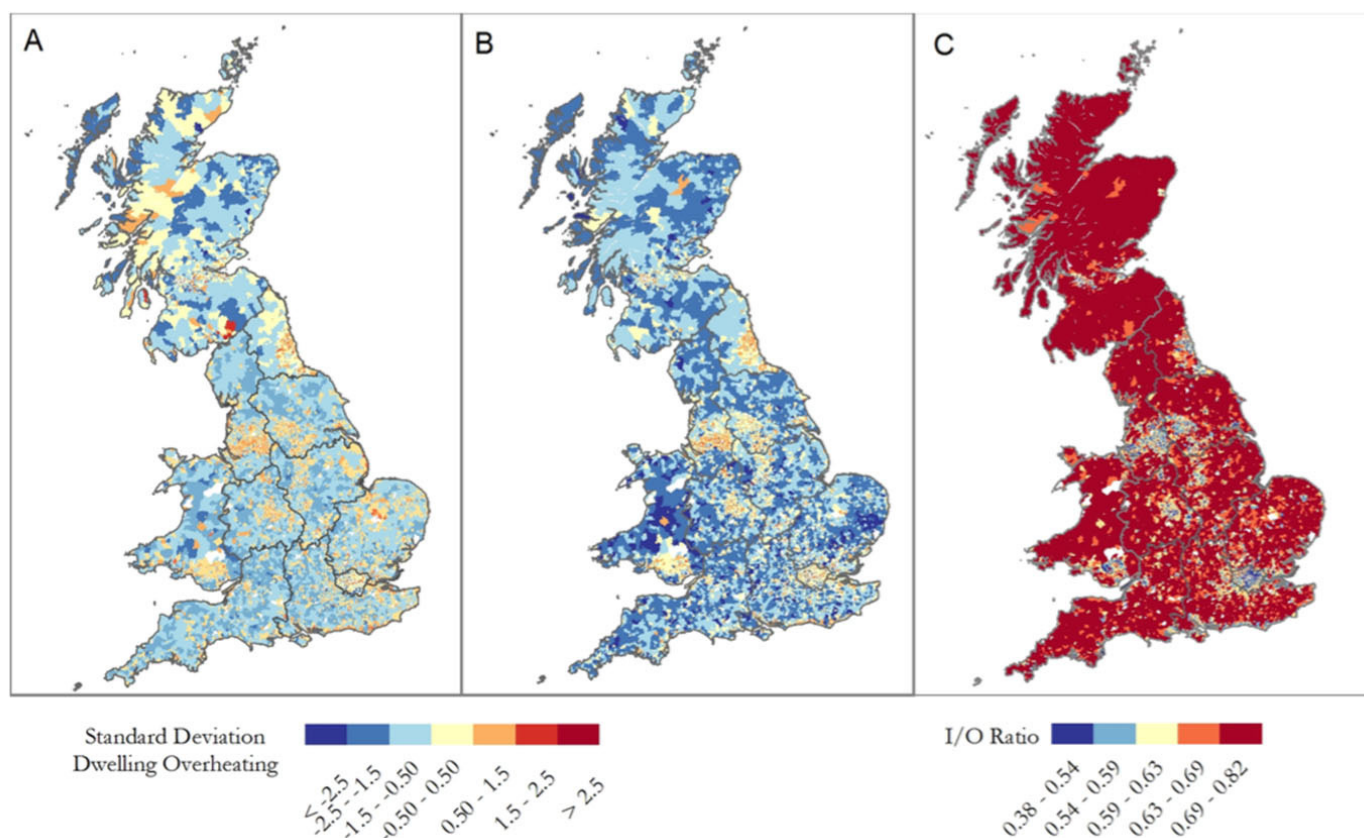 A
B
C
Standard Deviation
Dwelling Overheating
< -2.5
-2.5 - -1.5
-1.5 - -0.50
-0.50 - 0.50
0.50 - 1.5
1.5 - 2.5
> 2.5
I/O Ratio
0.38 - 0.54
0.54 - 0.59
0.59 - 0.63
0.63 - 0.69
0.69 - 0.82